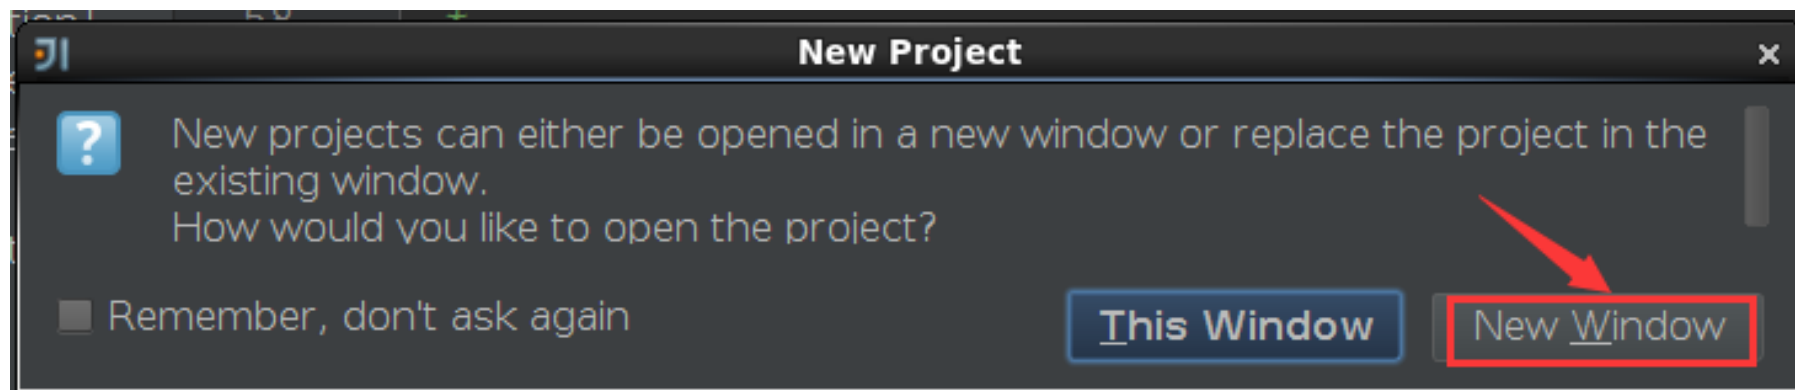 New Project
New projects can either be opened in a new window or replace the project in the
existing window.
How would you like to open the project?
Remember, don't ask again
This Window
New Window